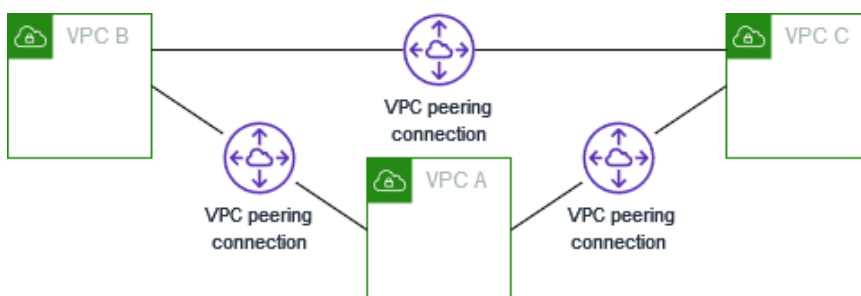 VPC B
VPC C
VPC peering
connection
VPC A
VPC peering
connection
VPC peering
connection